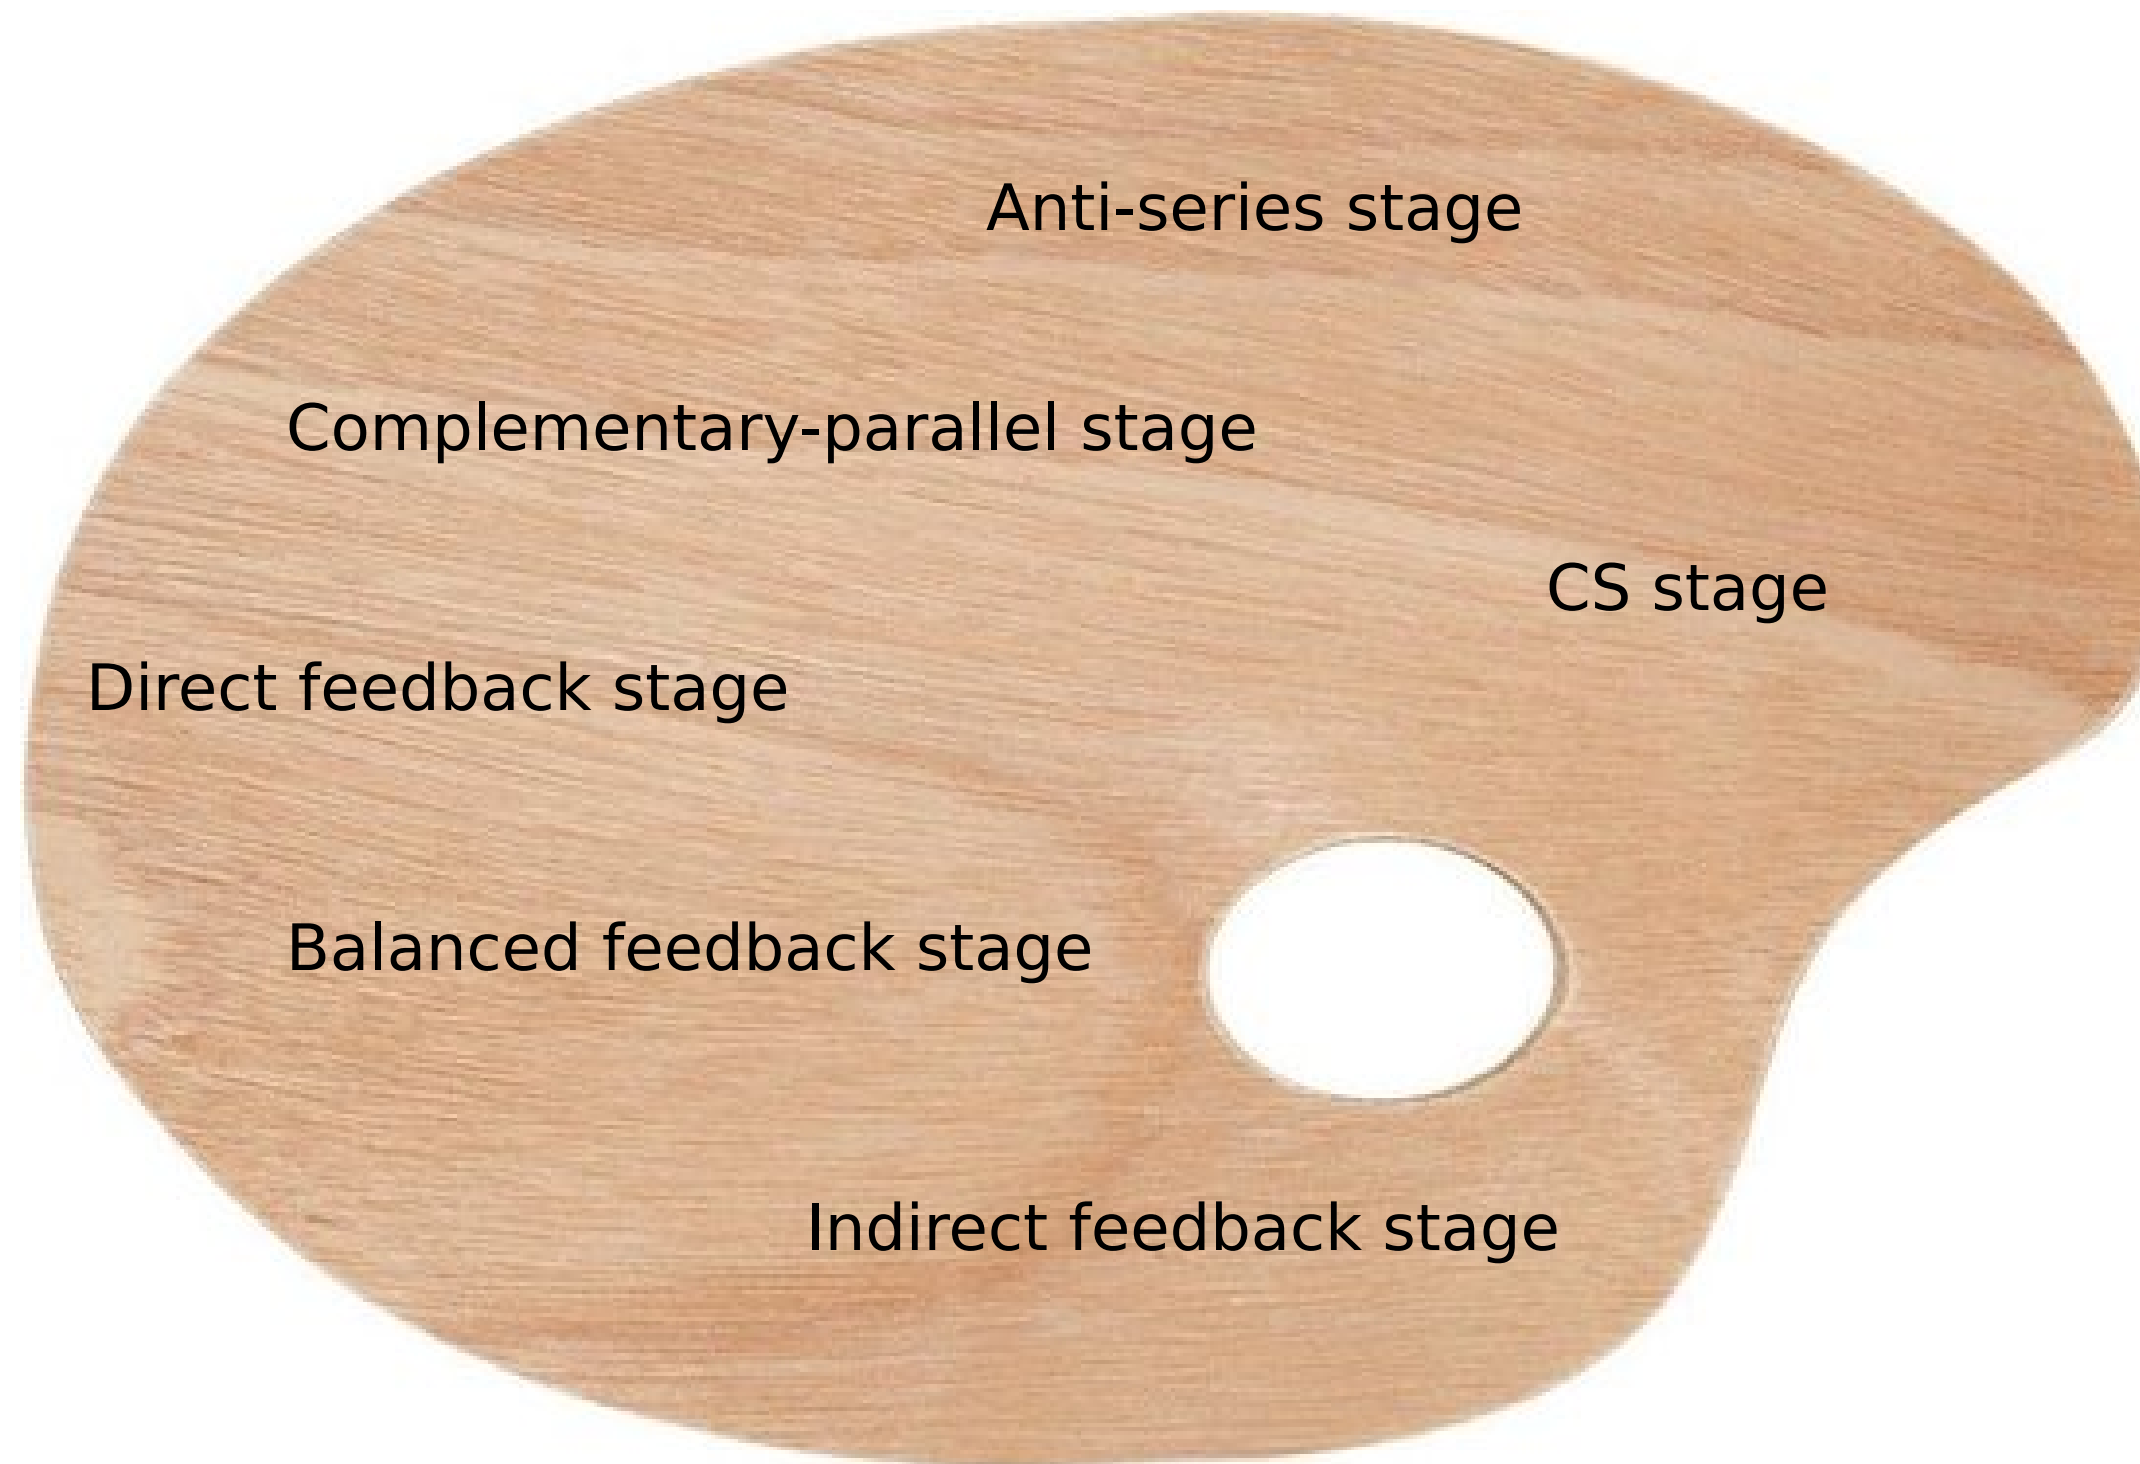 Anti-series stage
Complementary-parallel stage
CS stage
Direct feedback stage
Balanced feedback stage
Indirect feedback stage